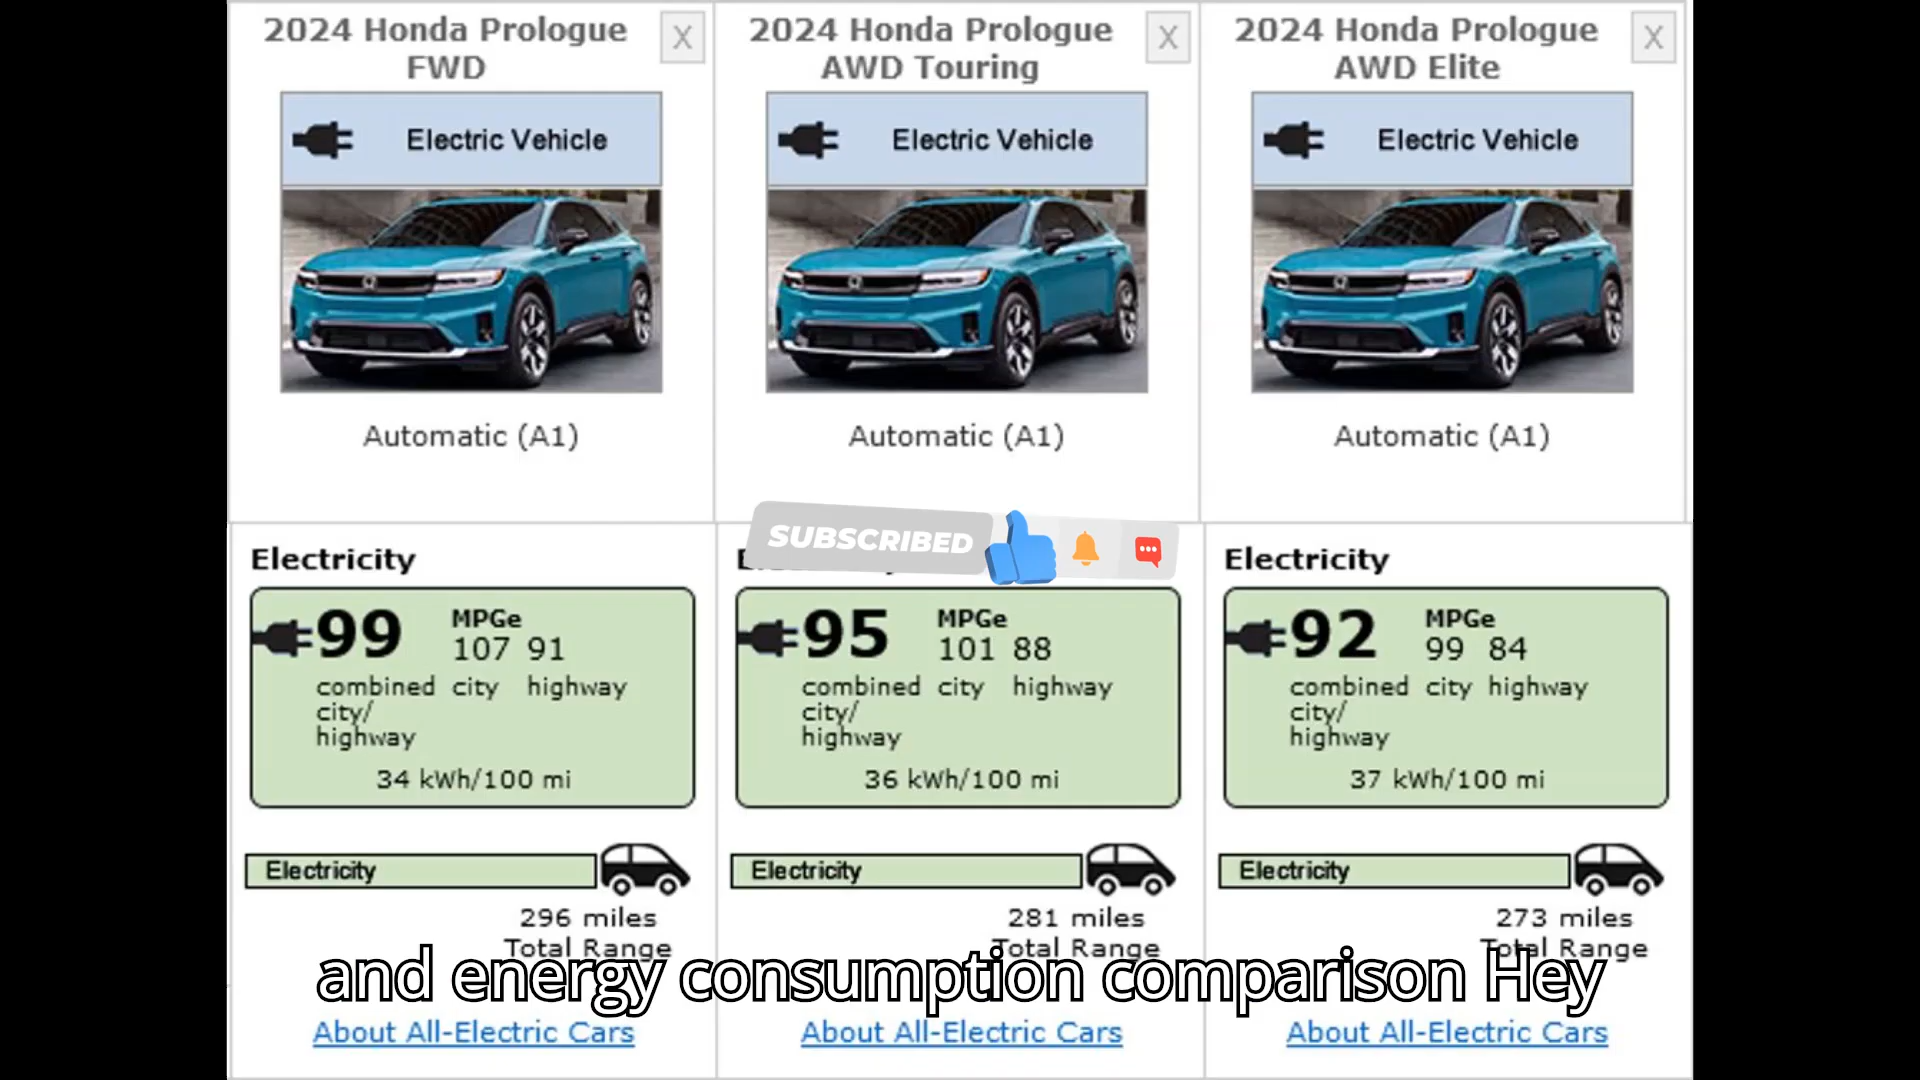 2024 Honda Prologue
FWD
X
2024 Honda Prologue
AWD Touring
X
2024 Honda Prologue
AWD Elite
X
Electric Vehicle
Electric Vehicle
Electric Vehicle
Automatic (A1)
Automatic (A1)
Automatic (A1)
SUBSCRIBED
Electricity
Electricity
99
MPGe
107 91
combined city highway
city/
highway
34 kWh/100 mi
95
MPGe
101 88
combined city highway
city/
highway
36 kWh/100 mi
92
MPGe
99 84
combined city highway
city/
highway
37 kWh/100 mi
Electricity
296 miles
Total Range
Electricity
281 miles
Total Range
Electricity
273 miles
Total Range
and energy consumption comparison Hey
About All-Electric Cars
About All-Electric Cars
About All-Electric Cars